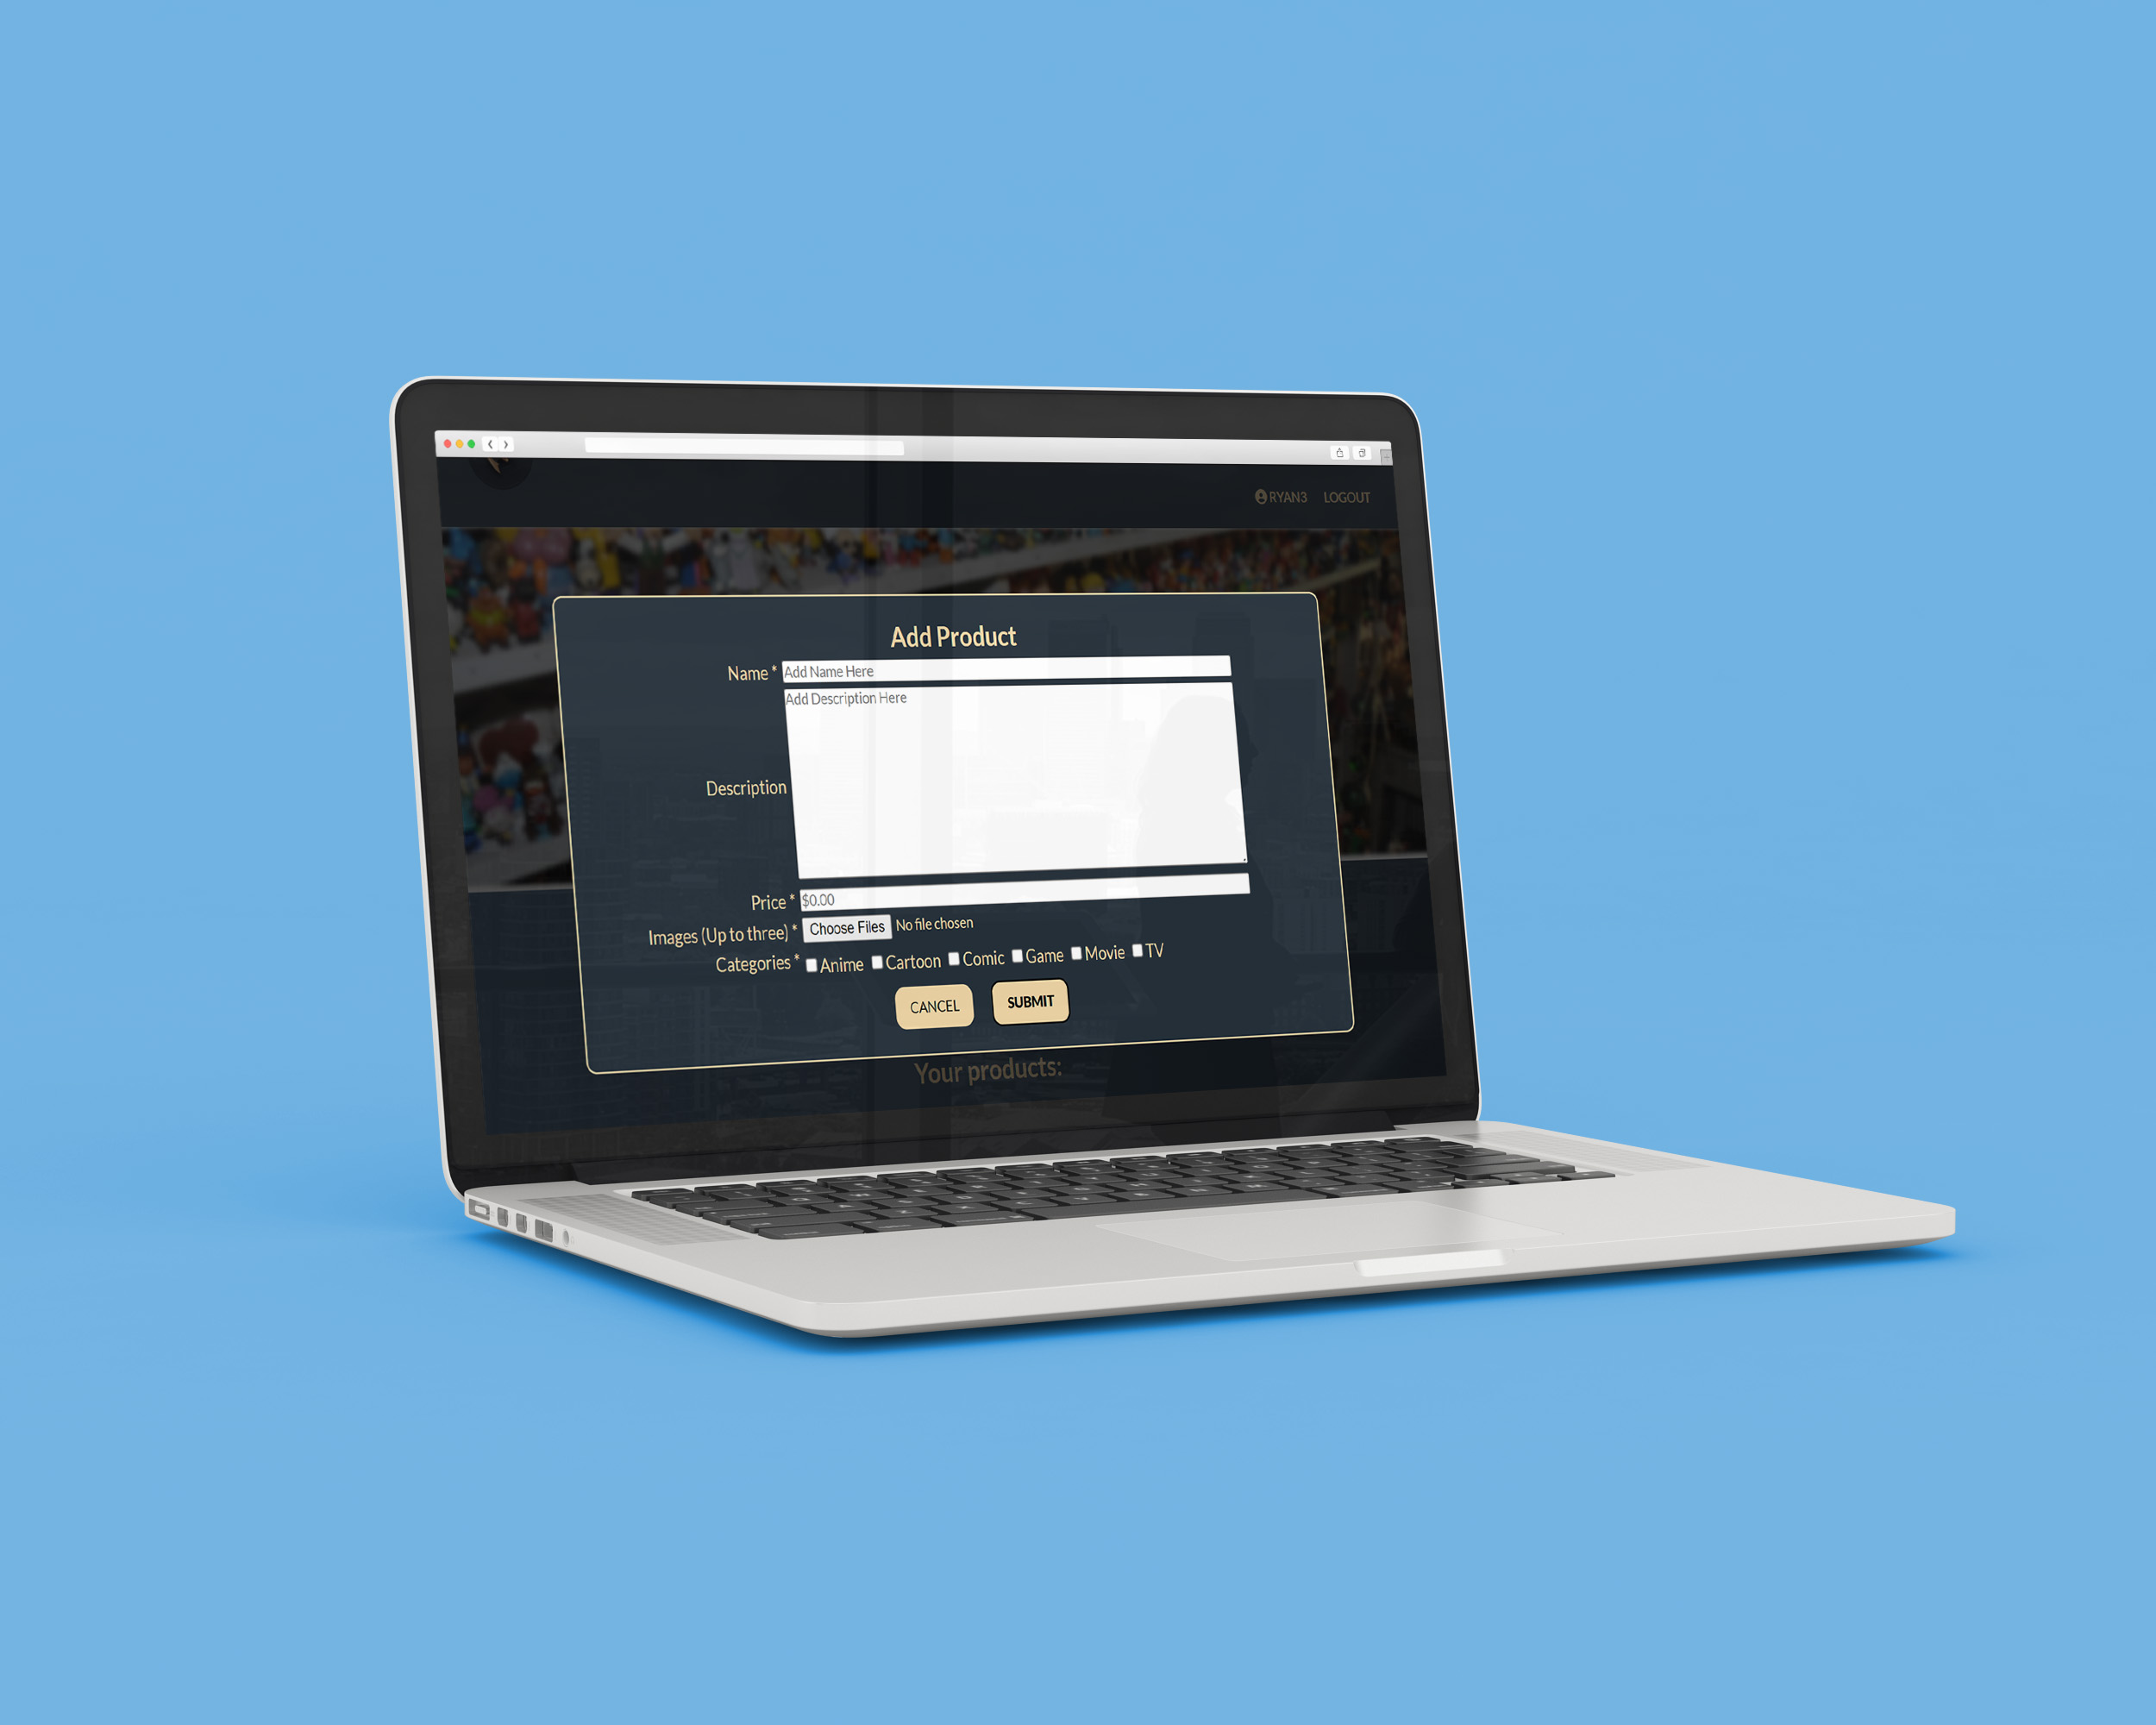 RYAN3 LOGOUT
Add Product
Name * Add Name Here
Add Description Here
Description
Price * $0.00
Images (Up to three) * Choose Files No file chosen
Categories * Anime Cartoon Comic Game Movie TV
CANCEL SUBMIT
Your products: